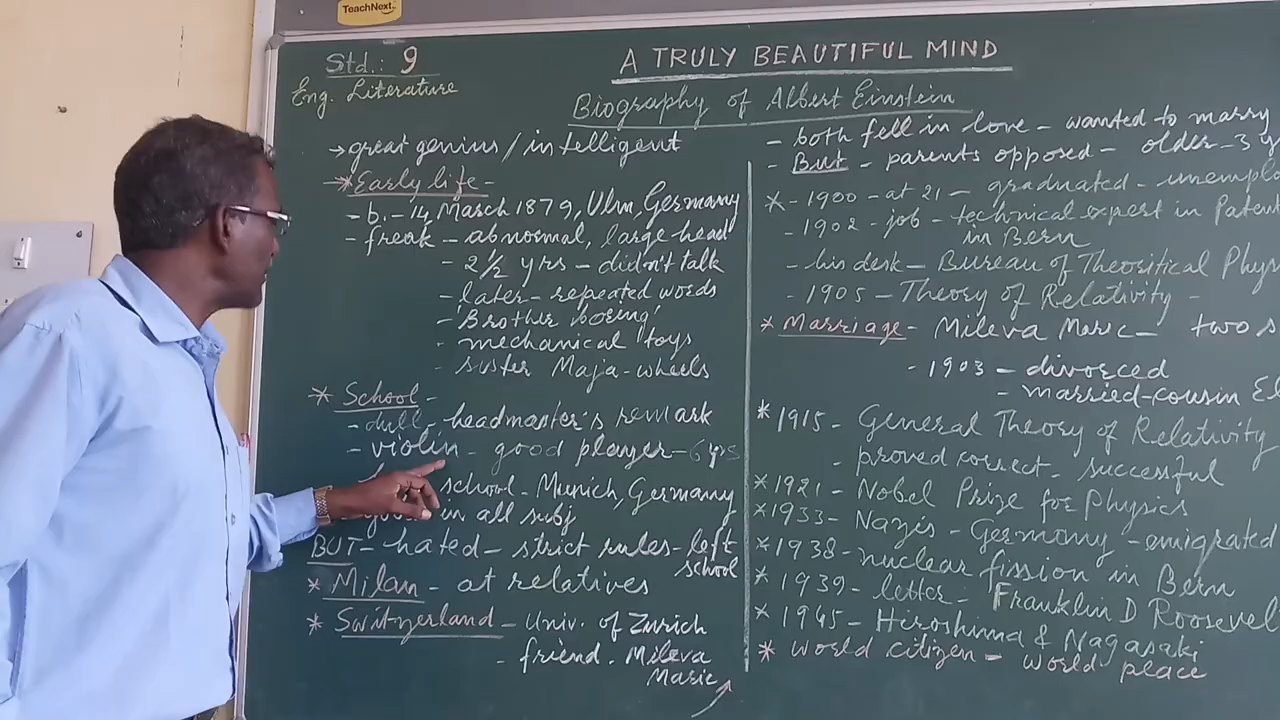 TeachNext
Std.: 9
Eng. Literature
A TRULY BEAUTIFUL MIND
Biography of Albert Einstein
→ great genius / intelligent
→* Early life -
- b. - 14 March 1879, Ulm, Germany
- freak - abnormal, large head
- 2 1/2 yrs - didn't talk
- later - repeated words
- 'Brother boring'
- mechanical toys
- sister Maja - wheels
* School -
- dull - headmaster's remark
- violin - good player - 6 yrs
school - Munich, Germany
in all subj
BUT - hated - strict rules - left
school
* Milan - at relatives
* Switzerland - Univ. of Zurich
- friend. Mileva
Maric
- both fell in love - wanted to marry
- But - parents opposed - older - 3 y
* - 1900 - at 21 - graduated - unemplo
- 1902 - job - technical expert in Patent
in Bern
- his desk - Bureau of Theoritical Physi
- 1905 - Theory of Relativity -
* Marriage - Mileva Maric - two s
- 1903 - divorced
- married - cousin El
* 1915 - General Theory of Relativity
- proved correct - successful
* 1921 - Nobel Prize for Physics
* 1933 - Nazis - Germany - emigrated
* 1938 - nuclear fission in Bern
* 1939 - letter - Franklin D Roosevel
* 1945 - Hiroshima & Nagasaki
* world citizen - world peace